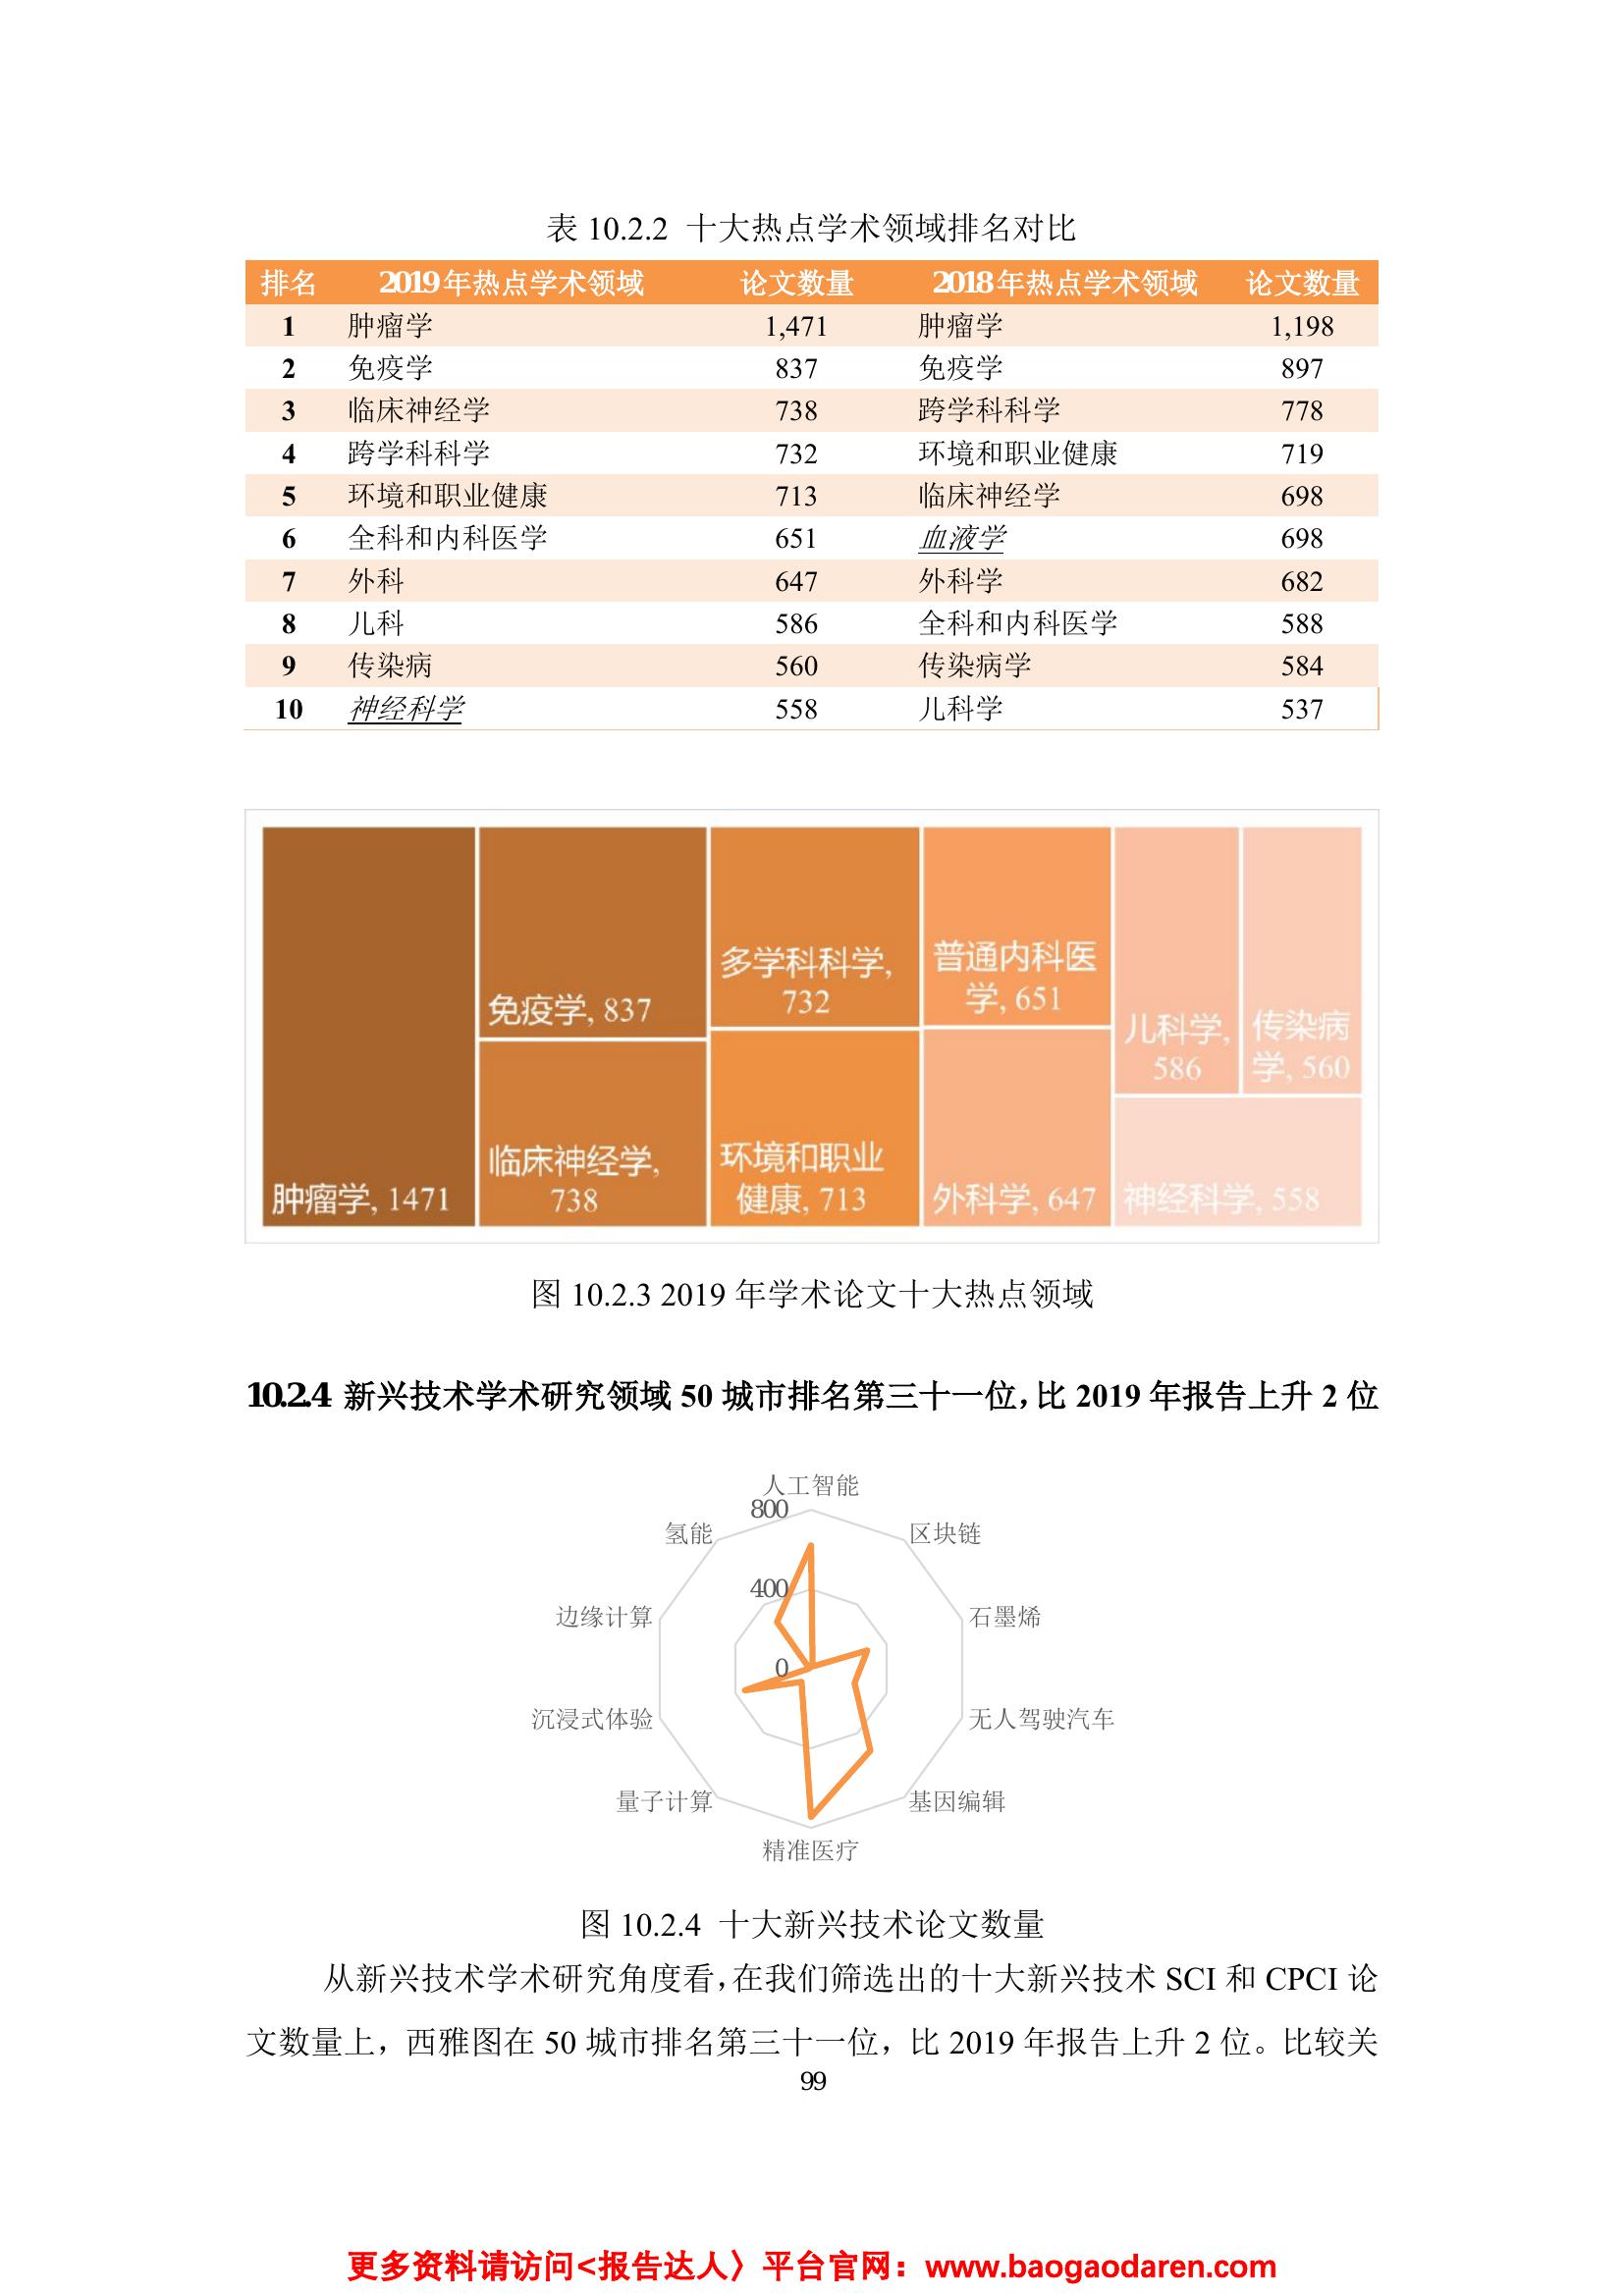 表 10.2.2 十大热点学术领域排名对比
排名 2019年热点学术领域 论文数量 2018年热点学术领域 论文数量
1 肿瘤学 1,471 肿瘤学 1,198
2 免疫学 837 免疫学 897
3 临床神经学 738 跨学科科学 778
4 跨学科科学 732 环境和职业健康 719
5 环境和职业健康 713 临床神经学 698
6 全科和内科医学 651 血液学 698
7 外科 647 外科学 682
8 儿科 586 全科和内科医学 588
9 传染病 560 传染病学 584
10 神经科学 558 儿科学 537
肿瘤学, 1471
免疫学, 837
临床神经学,
738
多学科科学,
732
环境和职业
健康, 713
普通内科医
学, 651
外科学, 647
儿科学,
586
传染病
学, 560
神经科学, 558
图 10.2.3 2019 年学术论文十大热点领域
10.2.4 新兴技术学术研究领域 50 城市排名第三十一位，比 2019 年报告上升 2 位
人工智能
800
氢能
区块链
400
边缘计算
石墨烯
0
沉浸式体验
无人驾驶汽车
量子计算
基因编辑
精准医疗
图 10.2.4 十大新兴技术论文数量
从新兴技术学术研究角度看，在我们筛选出的十大新兴技术 SCI 和 CPCI 论
文数量上，西雅图在 50 城市排名第三十一位，比 2019 年报告上升 2 位。比较关
99
更多资料请访问<报告达人〉平台官网：www.baogaodaren.com